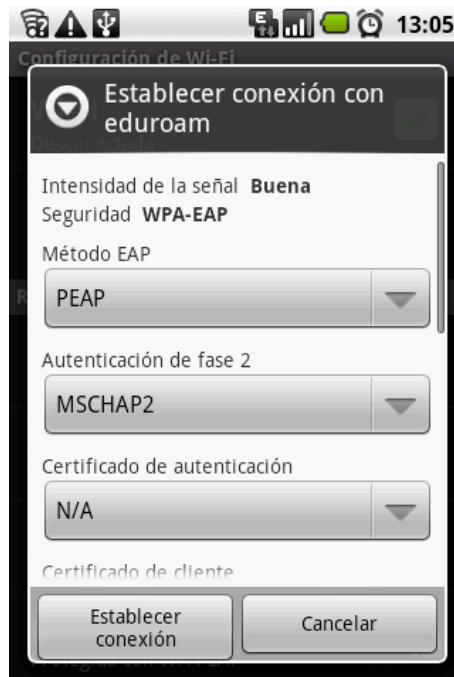 13:05
Configuración de Wi-Fi
Establecer conexión con
eduroam
Desconectada
Intensidad de la señal Buena
Seguridad WPA-EAP
Método EAP
PEAP
Autenticación de fase 2
MSCHAP2
Certificado de autenticación
N/A
Certificado de cliente
Establecer
conexión
Cancelar